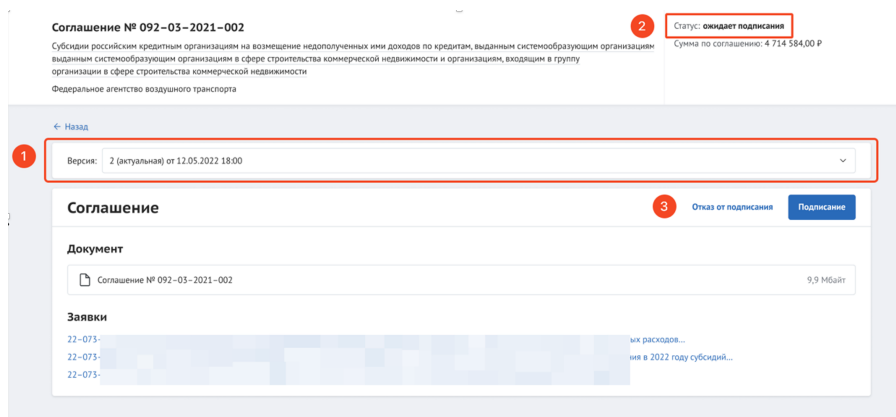 Соглашение № 092–03–2021–002
2
Статус: ожидает подписания
Субсидии российским кредитным организациям на возмещение недополученных ими доходов по кредитам, выданным системообразующим организациям
Сумма по соглашению: 4 714 584,00 ₽
выданным системообразующим организациям в сфере строительства коммерческой недвижимости и организациям, входящим в группу
организации в сфере строительства коммерческой недвижимости
Федеральное агентство воздушного транспорта
← Назад
1
Версия: 2 (актуальная) от 12.05.2022 18:00
Соглашение
3
Отказ от подписания
Подписание
Документ
Соглашение № 092–03–2021–002
9,9 Мбайт
Заявки
22–073- ых расходов...
22–073- ния в 2022 году субсидий...
22–073-